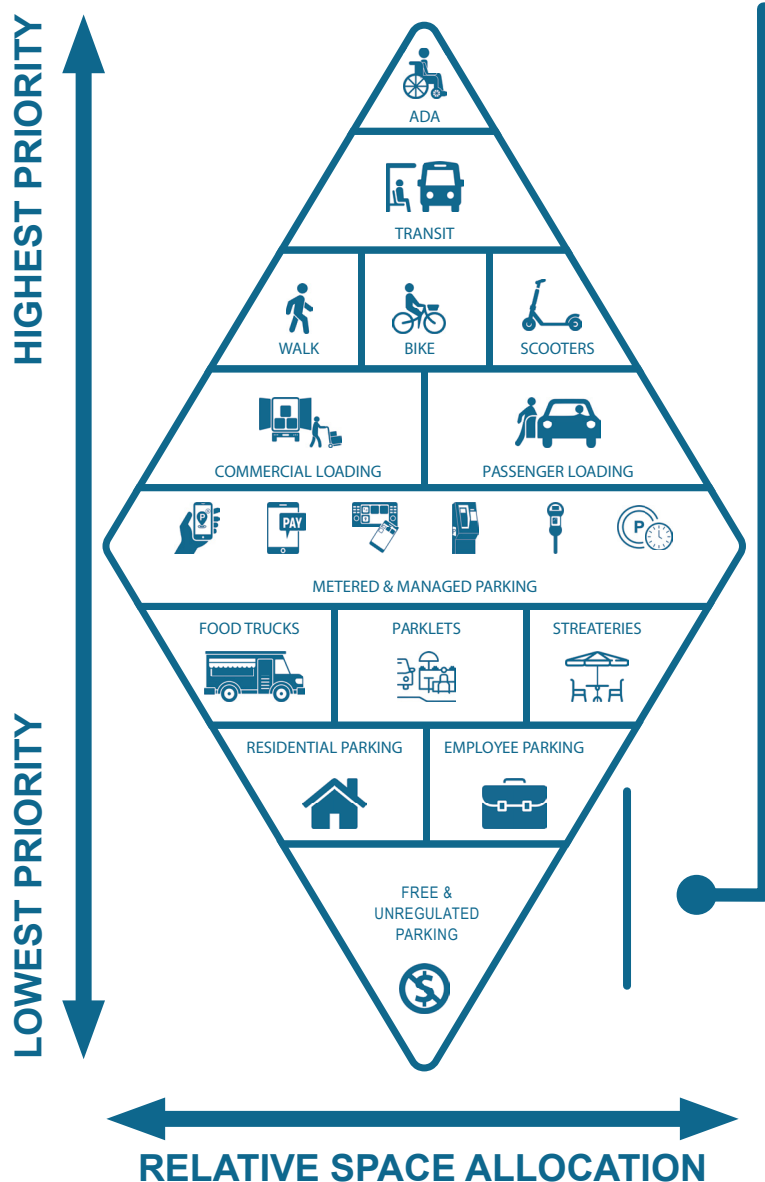 HIGHEST PRIORITY
LOWEST PRIORITY
ADA
TRANSIT
WALK
BIKE
SCOOTERS
COMMERCIAL LOADING
PASSENGER LOADING
P
PAY
P
METERED & MANAGED PARKING
FOOD TRUCKS
PARKLETS
STREATERIES
RESIDENTIAL PARKING
EMPLOYEE PARKING
FREE &
UNREGULATED
PARKING
$
RELATIVE SPACE ALLOCATION